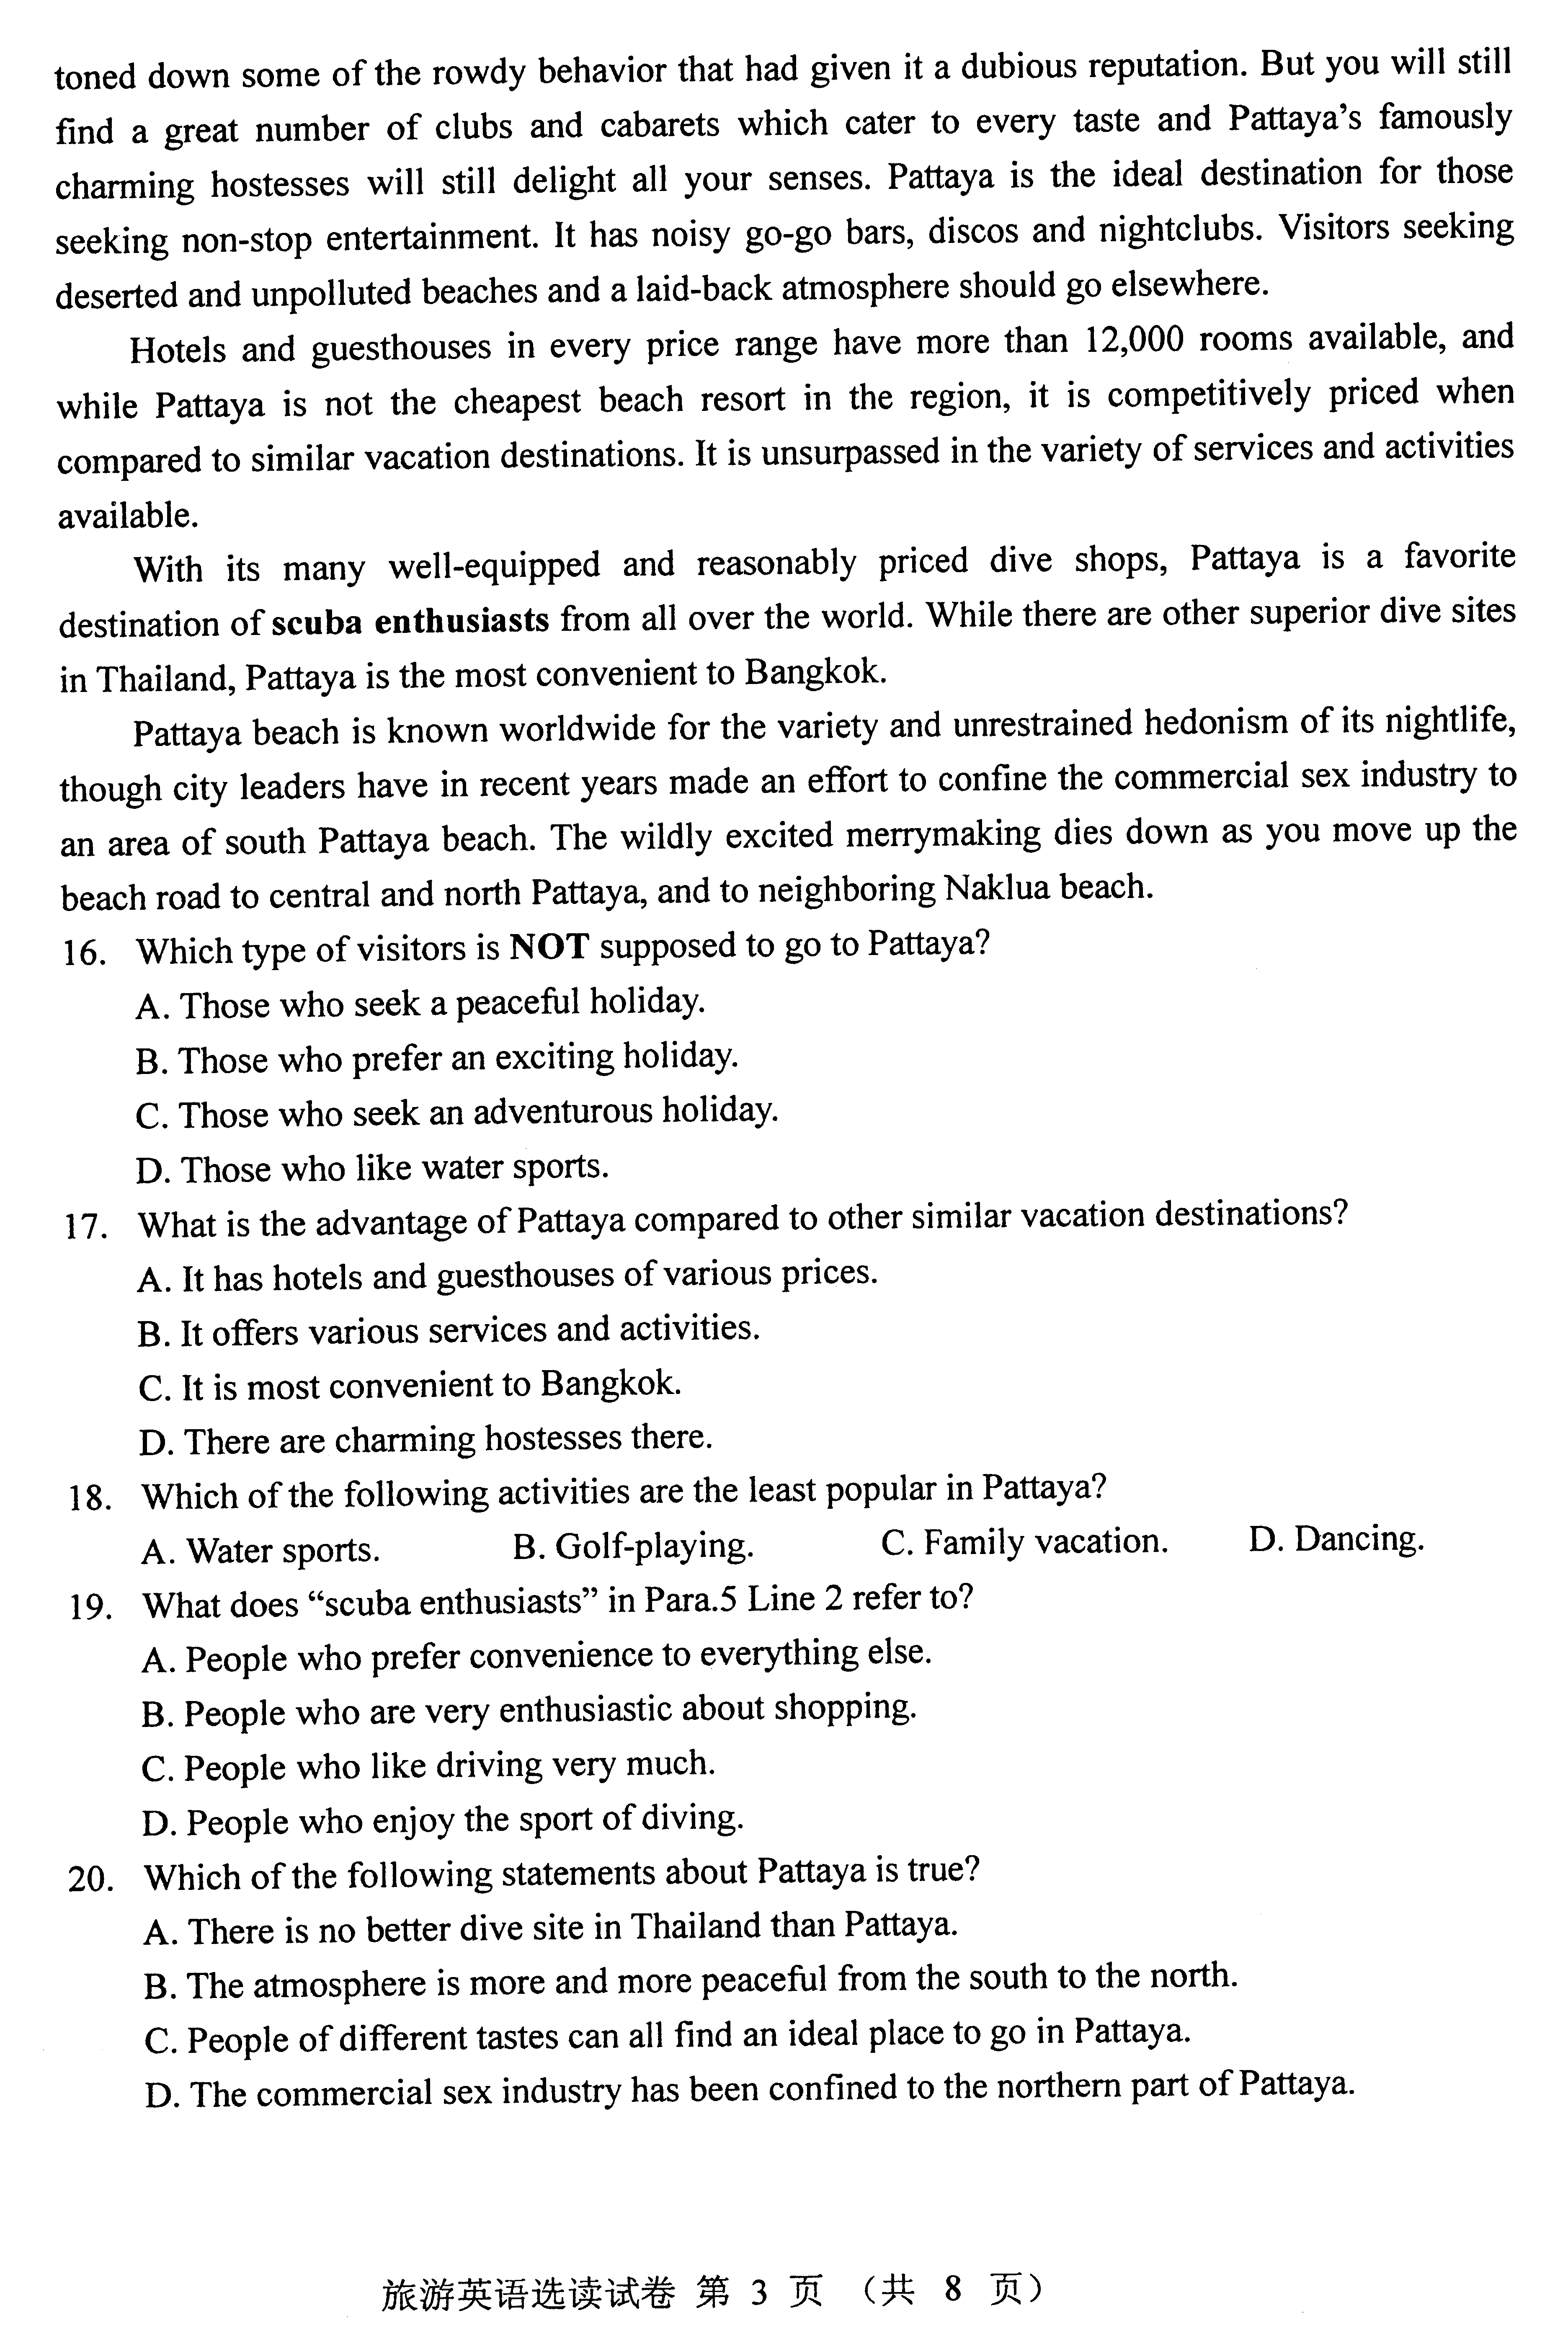 toned down some of the rowdy behavior that had given it a dubious reputation. But you will still
find a great number of clubs and cabarets which cater to every taste and Pattaya's famously
charming hostesses will still delight all your senses. Pattaya is the ideal destination for those
seeking non-stop entertainment. It has noisy go-go bars, discos and nightclubs. Visitors seeking
deserted and unpolluted beaches and a laid-back atmosphere should go elsewhere.
Hotels and guesthouses in every price range have more than 12,000 rooms available, and
while Pattaya is not the cheapest beach resort in the region, it is competitively priced when
compared to similar vacation destinations. It is unsurpassed in the variety of services and activities
available.
With its many well-equipped and reasonably priced dive shops, Pattaya is a favorite
destination of scuba enthusiasts from all over the world. While there are other superior dive sites
in Thailand, Pattaya is the most convenient to Bangkok.
Pattaya beach is known worldwide for the variety and unrestrained hedonism of its nightlife,
though city leaders have in recent years made an effort to confine the commercial sex industry to
an area of south Pattaya beach. The wildly excited merrymaking dies down as you move up the
beach road to central and north Pattaya, and to neighboring Naklua beach.
16. Which type of visitors is NOT supposed to go to Pattaya?
A. Those who seek a peaceful holiday.
B. Those who prefer an exciting holiday.
C. Those who seek an adventurous holiday.
D. Those who like water sports.
17. What is the advantage of Pattaya compared to other similar vacation destinations?
A. It has hotels and guesthouses of various prices.
B. It offers various services and activities.
C. It is most convenient to Bangkok.
D. There are charming hostesses there.
18. Which of the following activities are the least popular in Pattaya?
A. Water sports. B. Golf-playing. C. Family vacation. D. Dancing.
19. What does “scuba enthusiasts” in Para.5 Line 2 refer to?
A. People who prefer convenience to everything else.
B. People who are very enthusiastic about shopping.
C. People who like driving very much.
D. People who enjoy the sport of diving.
20. Which of the following statements about Pattaya is true?
A. There is no better dive site in Thailand than Pattaya.
B. The atmosphere is more and more peaceful from the south to the north.
C. People of different tastes can all find an ideal place to go in Pattaya.
D. The commercial sex industry has been confined to the northern part of Pattaya.
旅游英语选读试卷 第 3 页 （共 8 页）